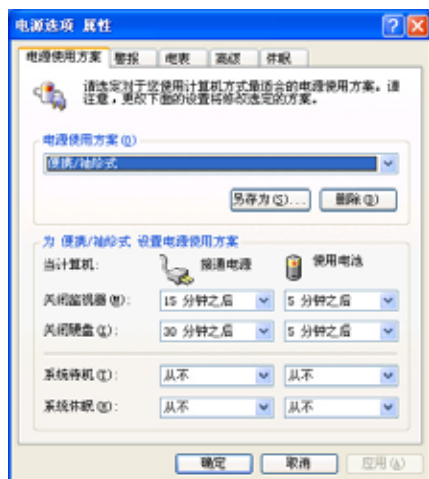 电源选项 属性
电源使用方案 警报 电表 高级 休眠
请选定对于您使用计算机方式最适合的电源使用方案。请
注意，更改下面的设置将修改选定的方案。
电源使用方案(O)
便携/袖珍式
另存为(S)... 删除(D)
为 便携/袖珍式 设置电源使用方案
当计算机: 接通电源 使用电池
关闭监视器(M): 15 分钟之后 5 分钟之后
关闭硬盘(I): 30 分钟之后 5 分钟之后
系统待机(T): 从不 从不
系统休眠(H): 从不 从不
确定 取消 应用(A)